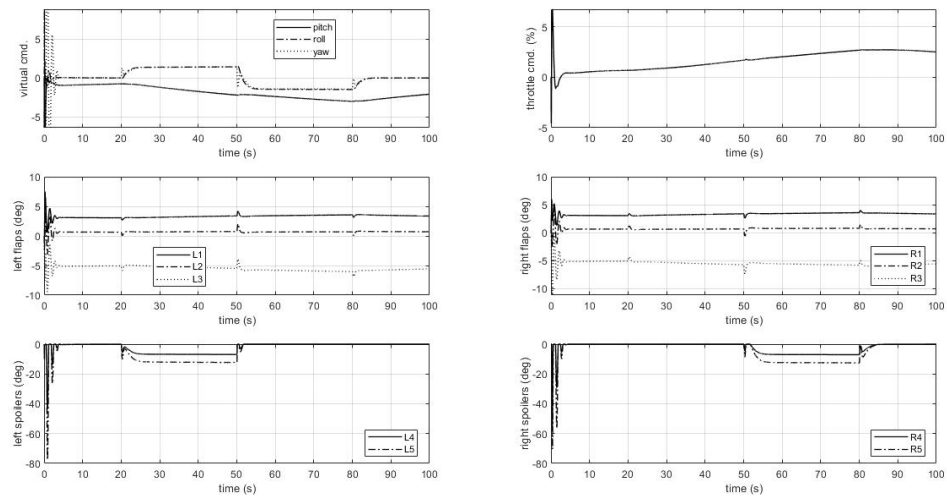 virtual cmd.
5
0
-5
pitch
roll
yaw
0 10 20 30 40 50 60 70 80 90 100
time (s)
throttle cmd. (%)
5
0
-5
0 10 20 30 40 50 60 70 80 90 100
time (s)
left flaps (deg)
10
5
0
-5
-10
L1
L2
L3
0 10 20 30 40 50 60 70 80 90 100
time (s)
right flaps (deg)
10
5
0
-5
-10
R1
R2
R3
0 10 20 30 40 50 60 70 80 90 100
time (s)
left spoilers (deg)
0
-20
-40
-60
-80
L4
L5
0 10 20 30 40 50 60 70 80 90 100
time (s)
right spoilers (deg)
0
-20
-40
-60
-80
R4
R5
0 10 20 30 40 50 60 70 80 90 100
time (s)